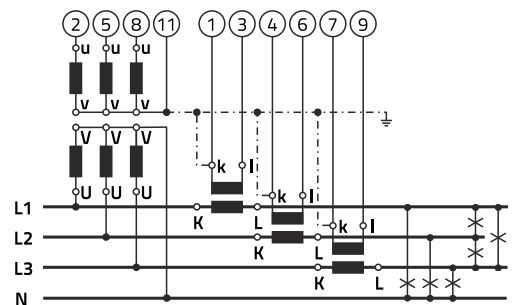 2 5 8 11 1 3 4 6 7 9
u u u
v v v
V V V
U U U
k l
k l
k l
L1 K L
L2 K L
L3 K L
N